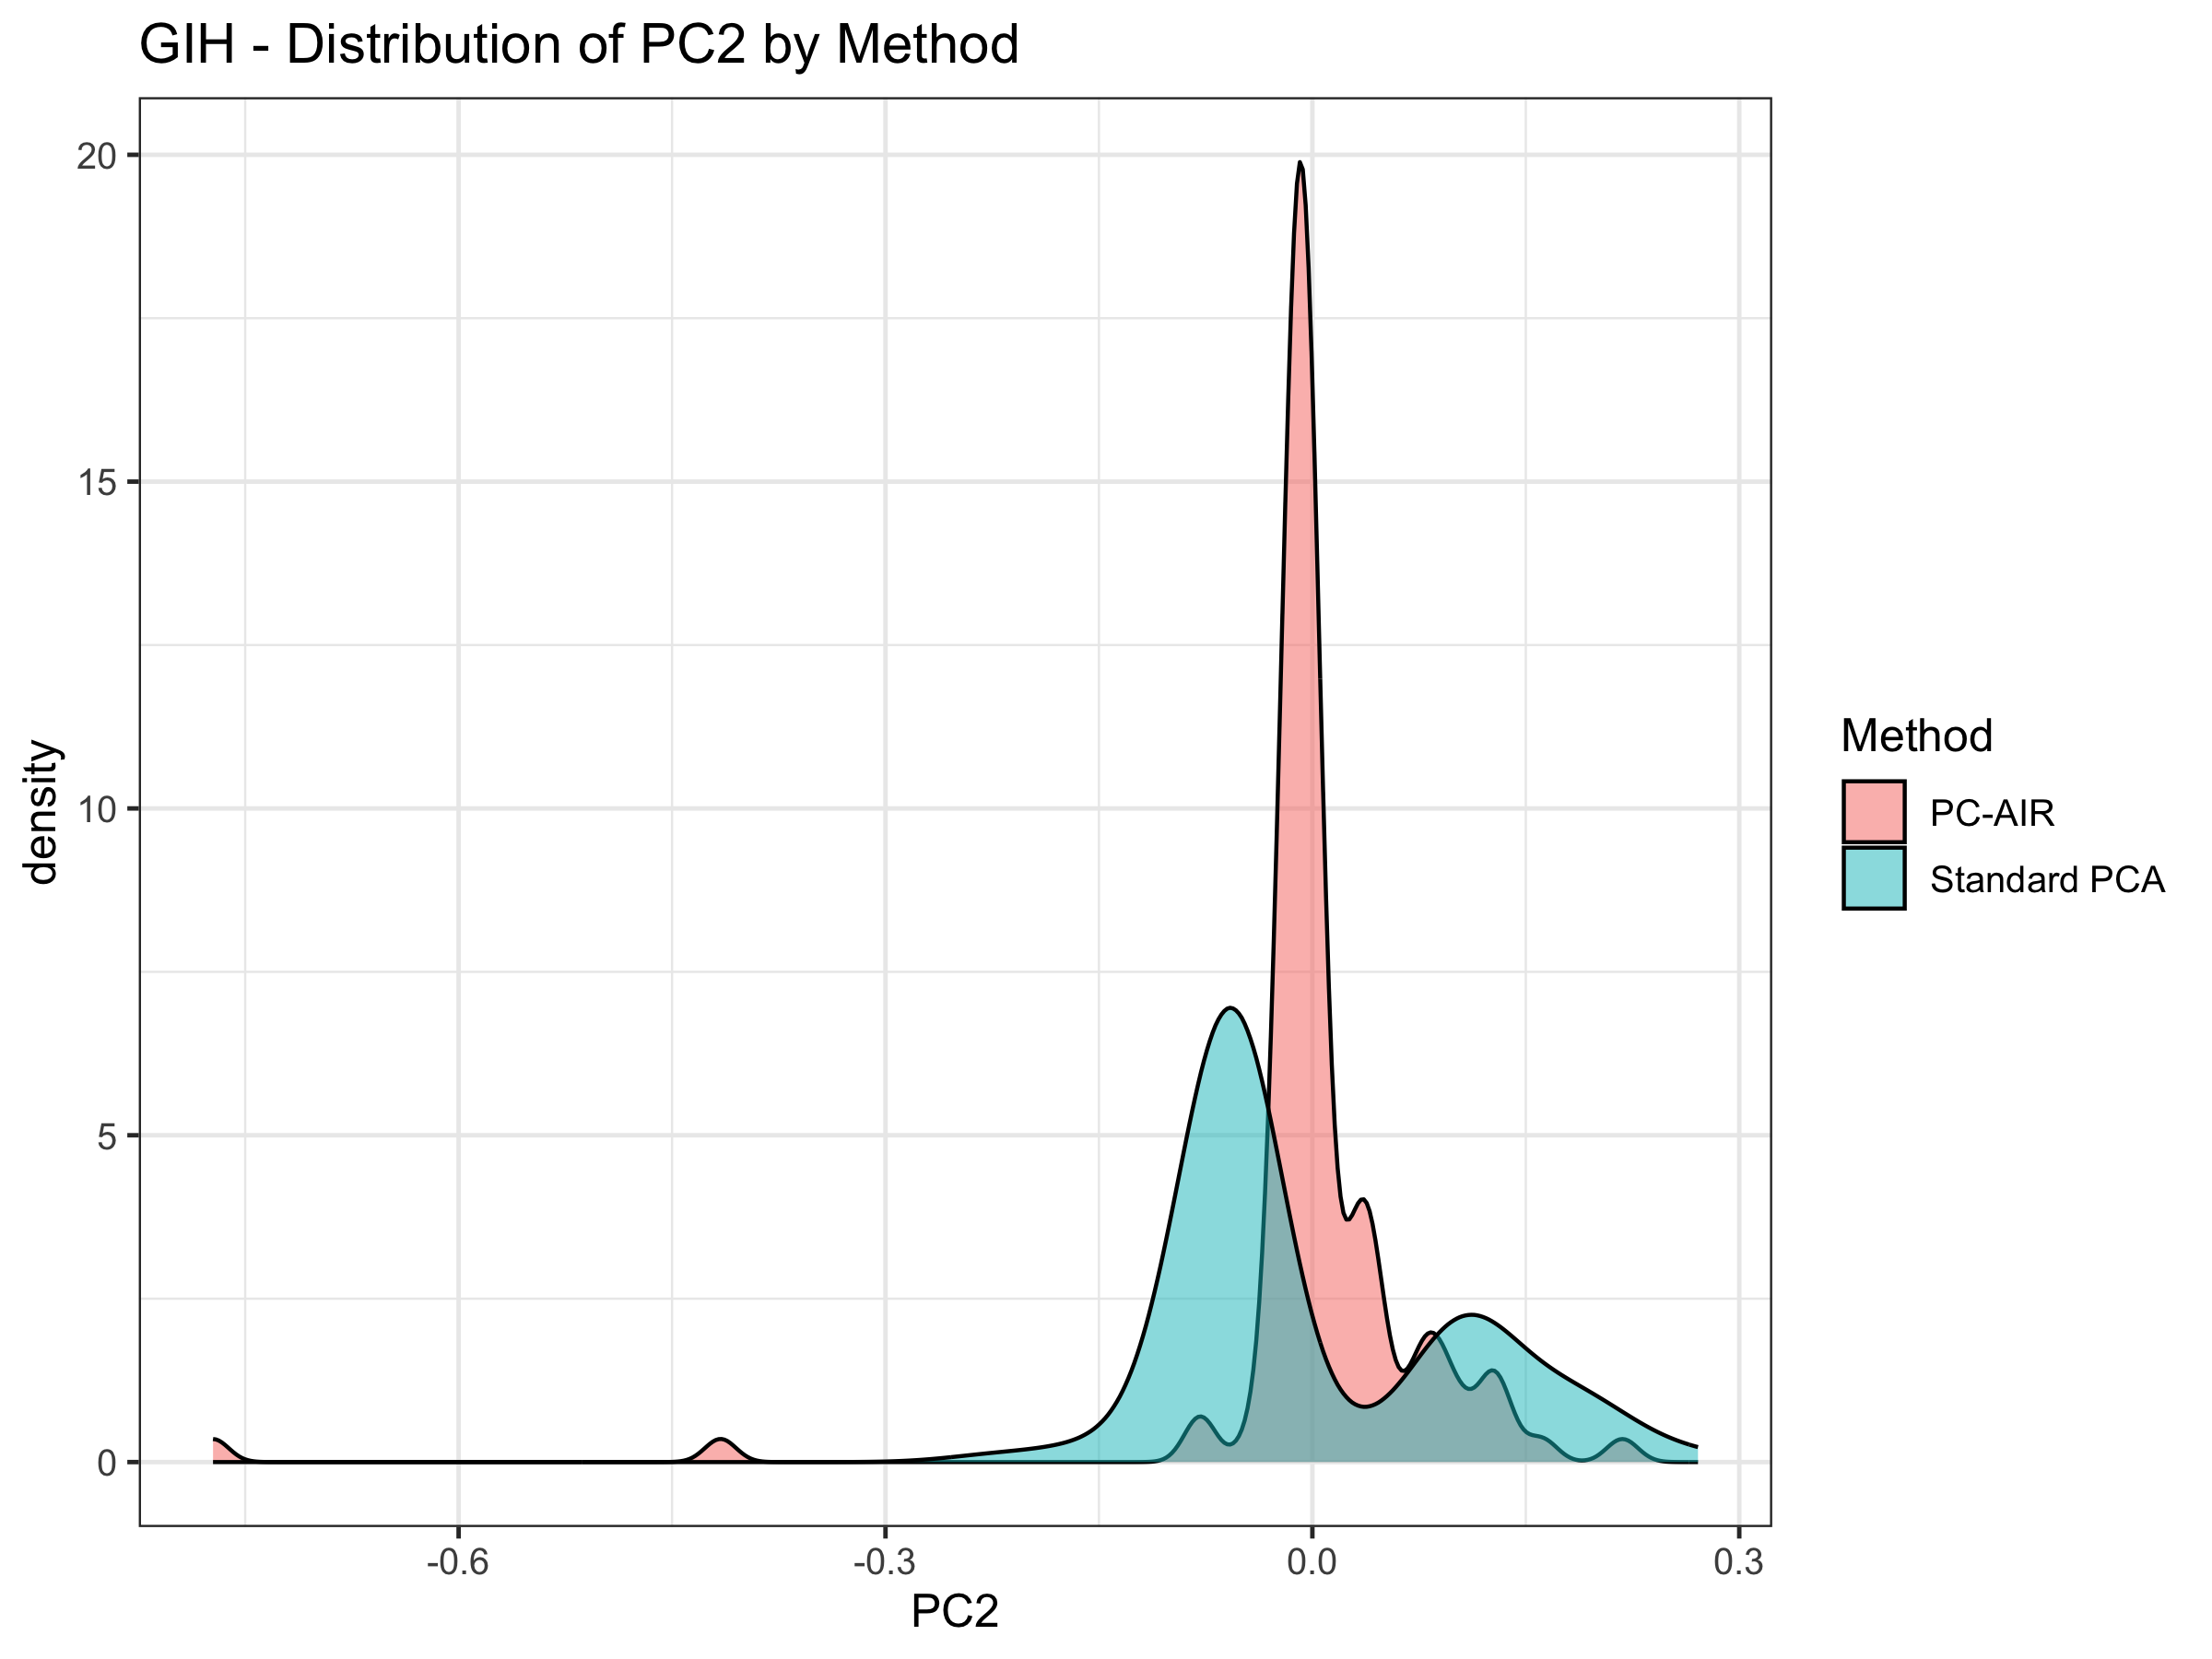 GIH - Distribution of PC2 by Method
20
15
10
5
0
density
-0.6
-0.3
0.0
0.3
PC2
Method
PC-AIR
Standard PCA